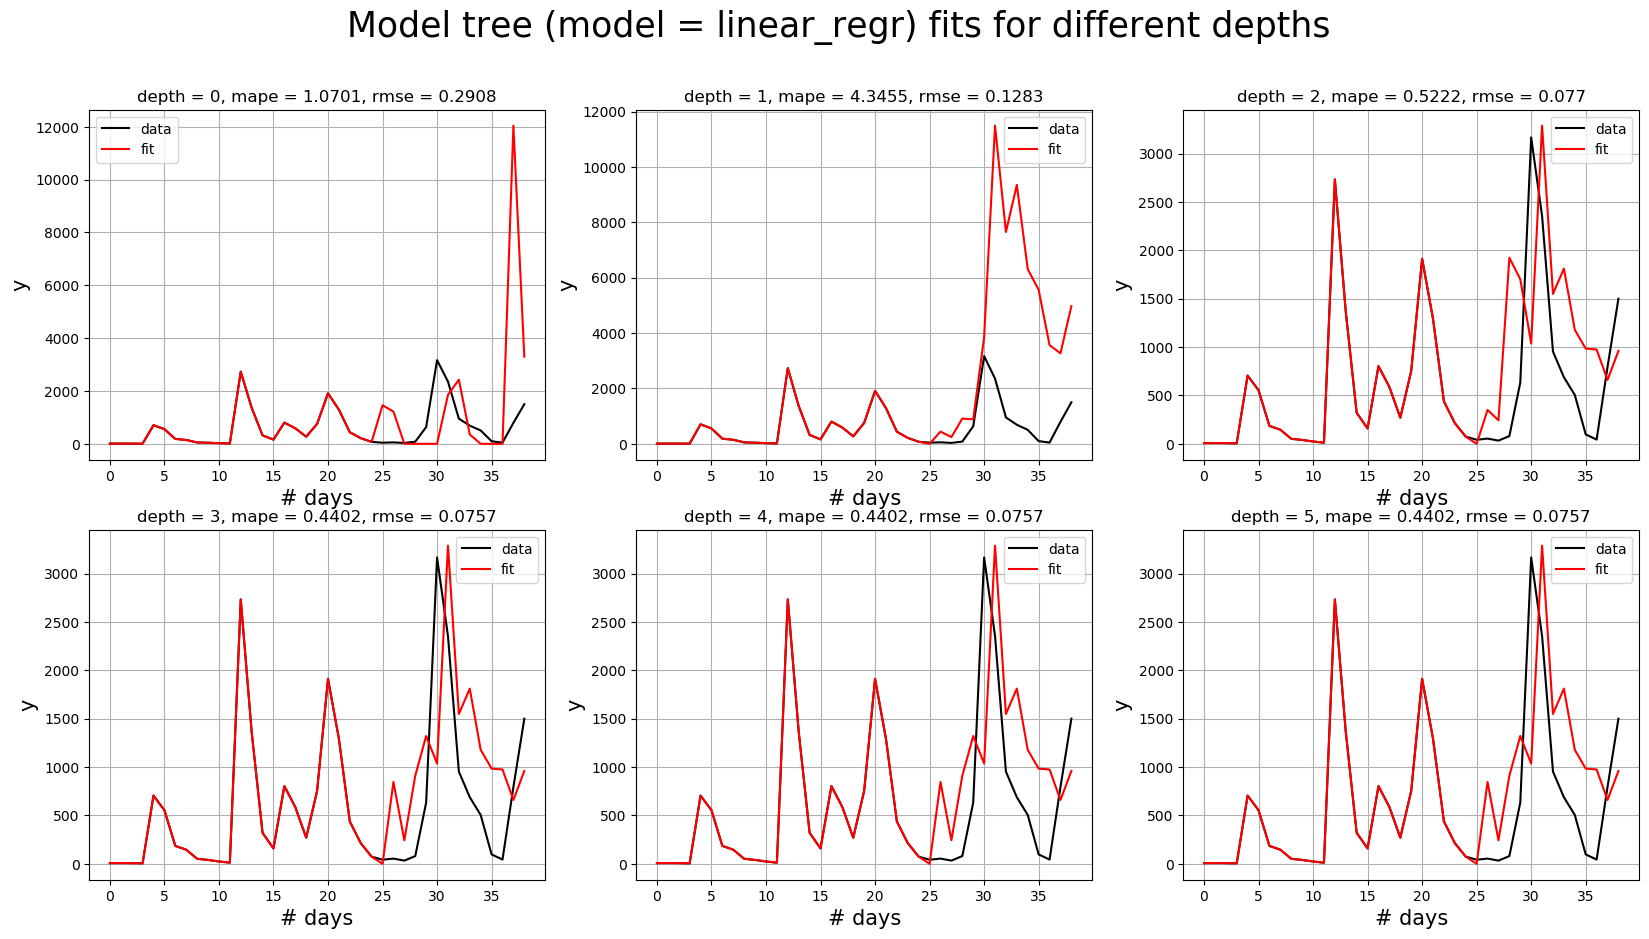 Model tree (model = linear_regr) fits for different depths
depth = 0, mape = 1.0701, rmse = 0.2908
12000
10000
8000
6000
4000
2000
0
y
data
fit
0 5 10 15 20 25 30 35
# days
depth = 1, mape = 4.3455, rmse = 0.1283
12000
10000
8000
6000
4000
2000
0
y
data
fit
0 5 10 15 20 25 30 35
# days
depth = 2, mape = 0.5222, rmse = 0.077
3000
2500
2000
1500
1000
500
0
y
data
fit
0 5 10 15 20 25 30 35
# days
depth = 3, mape = 0.4402, rmse = 0.0757
3000
2500
2000
1500
1000
500
0
y
data
fit
0 5 10 15 20 25 30 35
# days
depth = 4, mape = 0.4402, rmse = 0.0757
3000
2500
2000
1500
1000
500
0
y
data
fit
0 5 10 15 20 25 30 35
# days
depth = 5, mape = 0.4402, rmse = 0.0757
3000
2500
2000
1500
1000
500
0
y
data
fit
0 5 10 15 20 25 30 35
# days